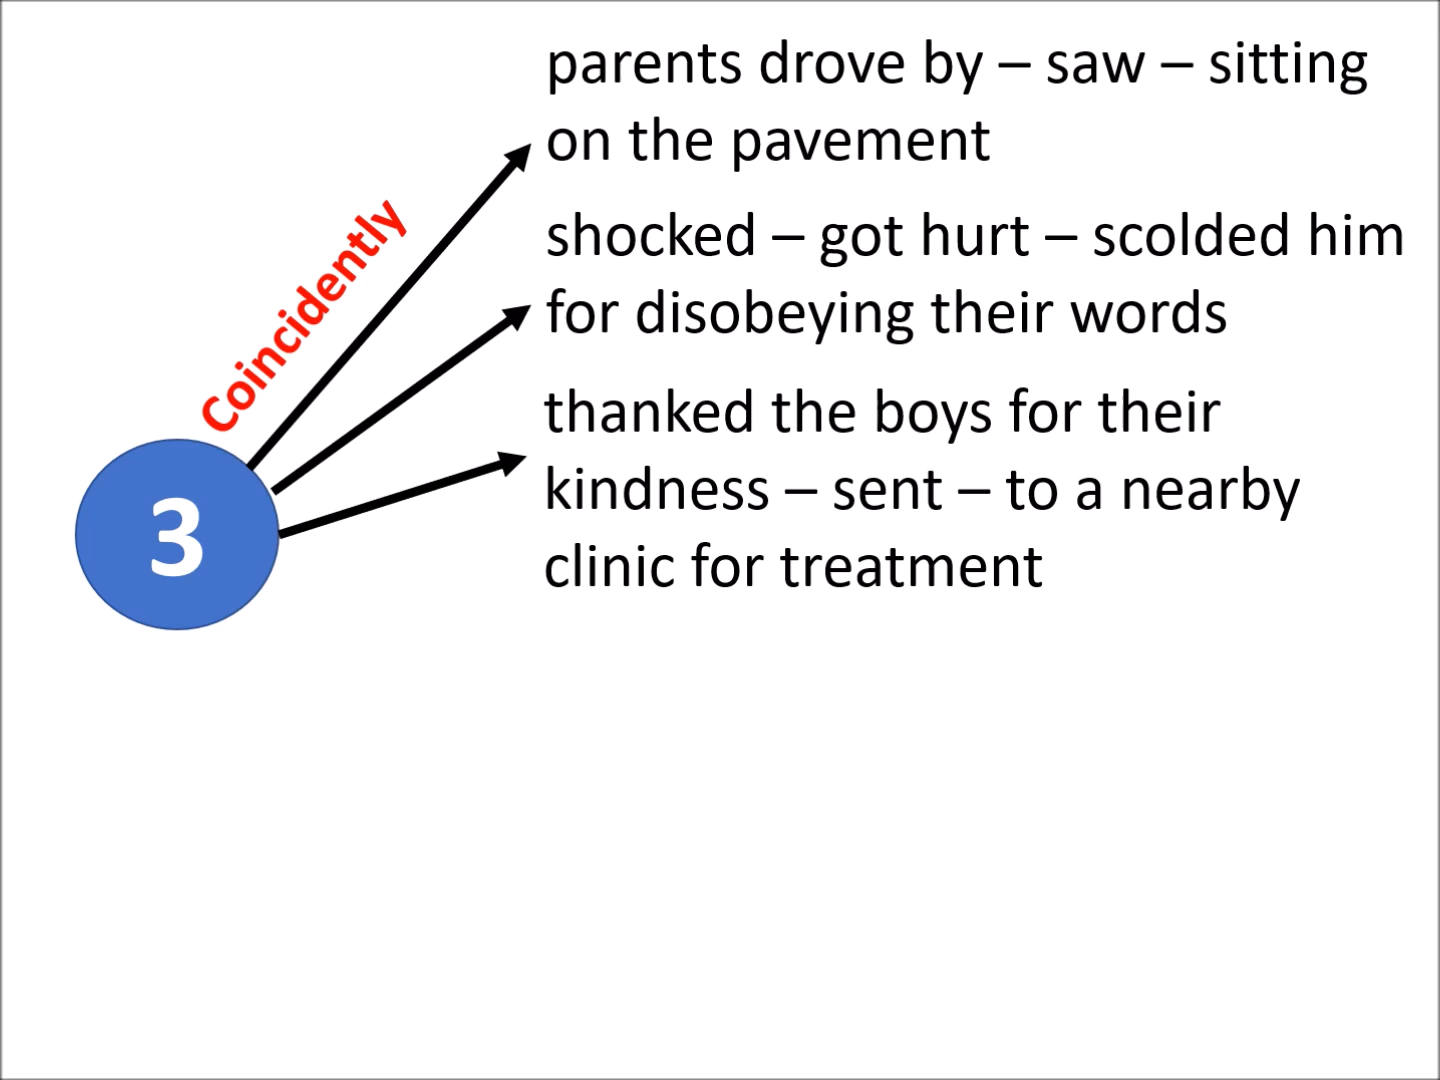 parents drove by – saw – sitting
on the pavement
Coincidently
shocked – got hurt – scolded him
for disobeying their words
thanked the boys for their
kindness – sent – to a nearby
clinic for treatment
3